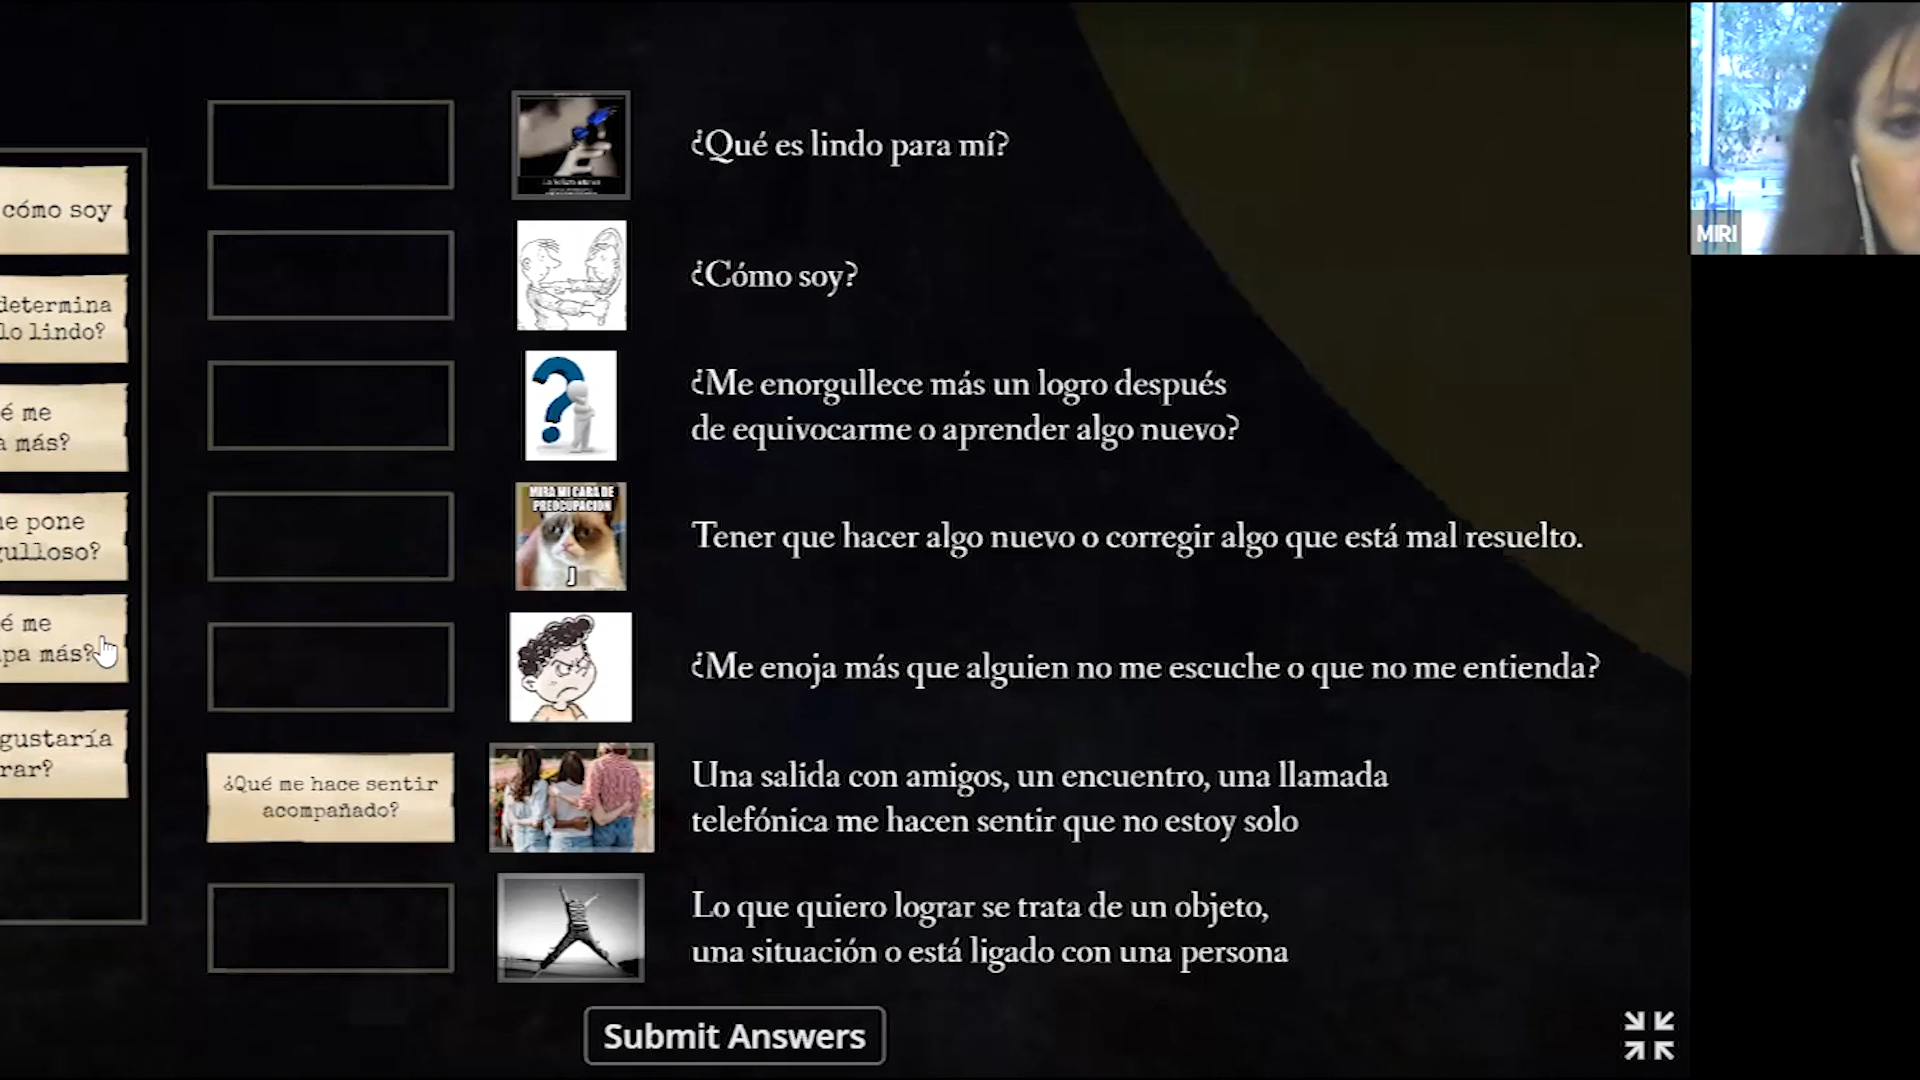 cómo soy
determina
lo lindo?
é me
a más?
e pone
gulloso?
é me
pa más?
gustaría
rar?
¿Qué me hace sentir
acompañado?
¿Qué es lindo para mí?
¿Cómo soy?
¿Me enorgullece más un logro después
de equivocarme o aprender algo nuevo?
MIRA MI CARA DE
PREOCUPACION
J
Tener que hacer algo nuevo o corregir algo que está mal resuelto.
¿Me enoja más que alguien no me escuche o que no me entienda?
Una salida con amigos, un encuentro, una llamada
telefónica me hacen sentir que no estoy solo
Lo que quiero lograr se trata de un objeto,
una situación o está ligado con una persona
Submit Answers
MIRI